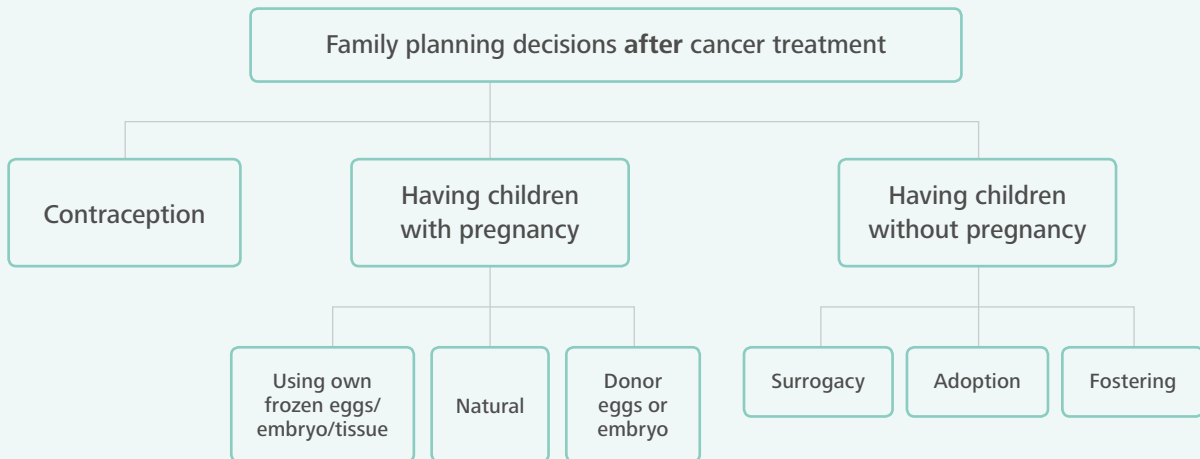 Family planning decisions after cancer treatment
Contraception
Having children
with pregnancy
Having children
without pregnancy
Using own
frozen eggs/
embryo/tissue
Natural
Donor
eggs or
embryo
Surrogacy
Adoption
Fostering